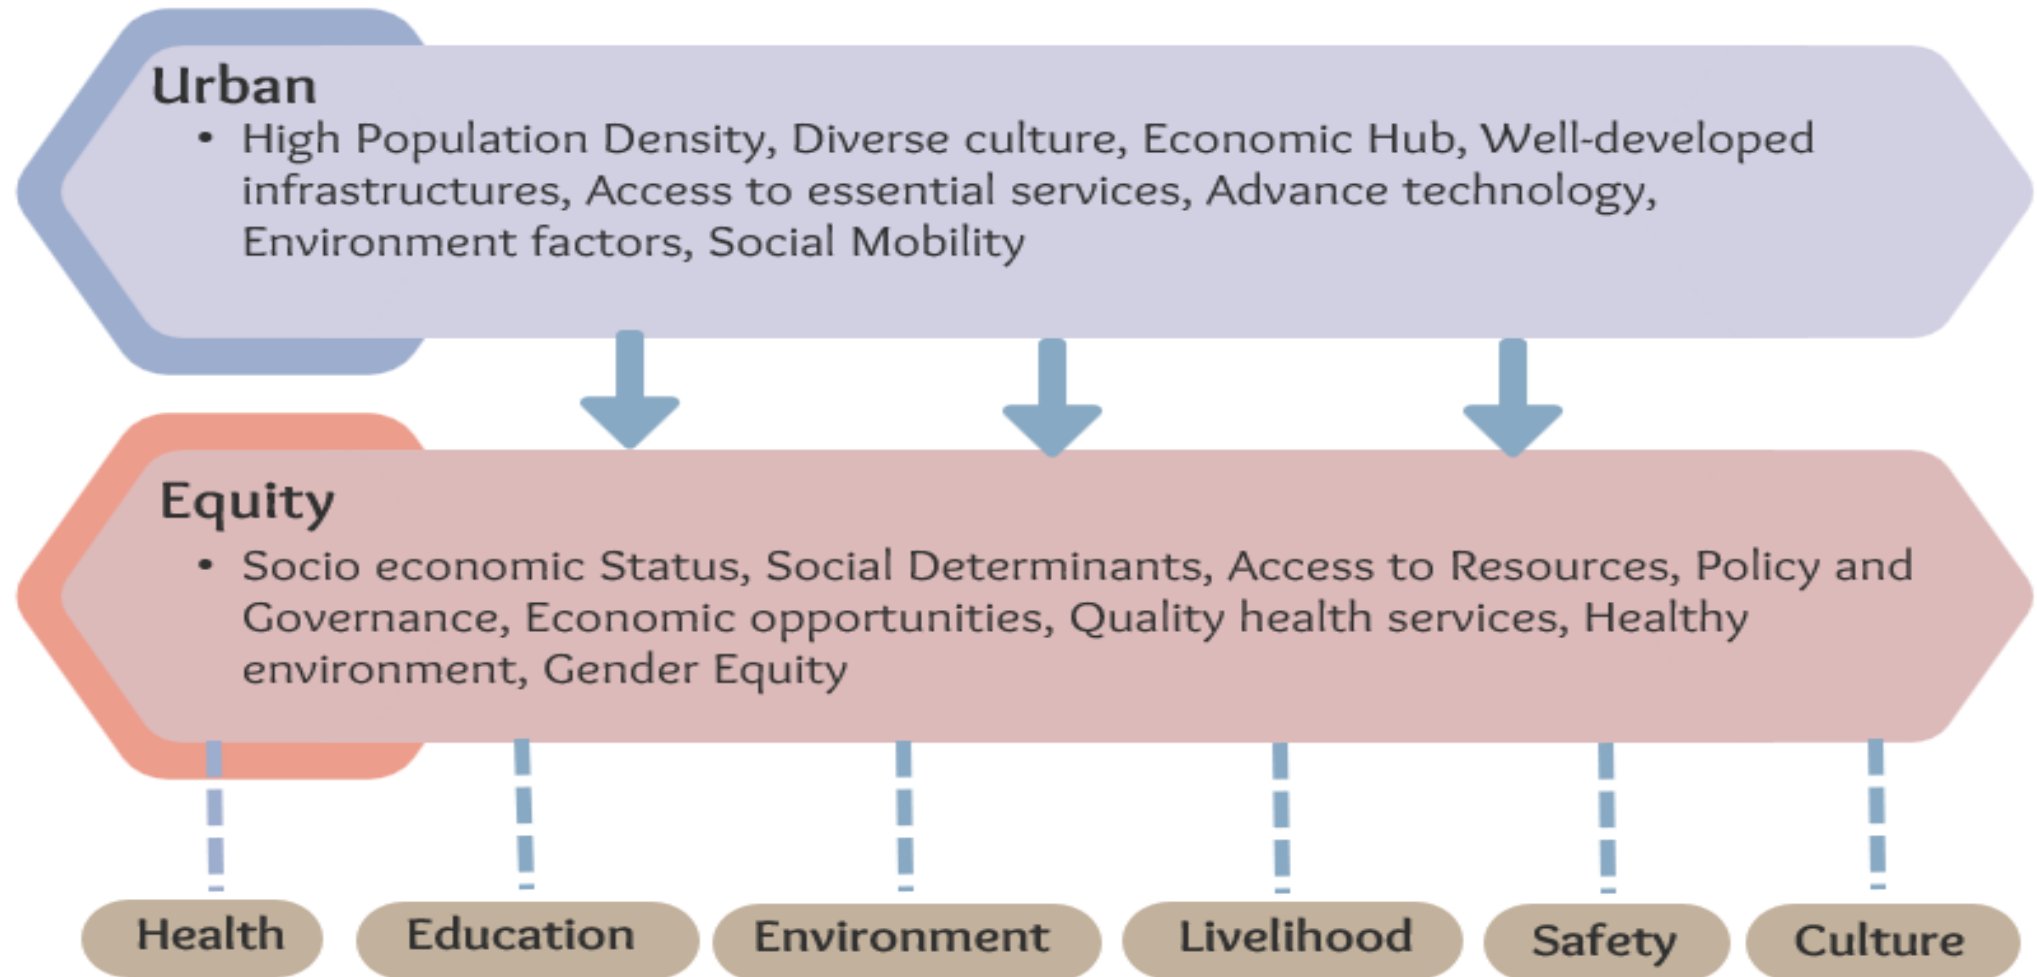 Urban
• High Population Density, Diverse culture, Economic Hub, Well-developed
infrastructures, Access to essential services, Advance technology,
Environment factors, Social Mobility
Equity
• Socio economic Status, Social Determinants, Access to Resources, Policy and
Governance, Economic opportunities, Quality health services, Healthy
environment, Gender Equity
Health
Education
Environment
Livelihood
Safety
Culture